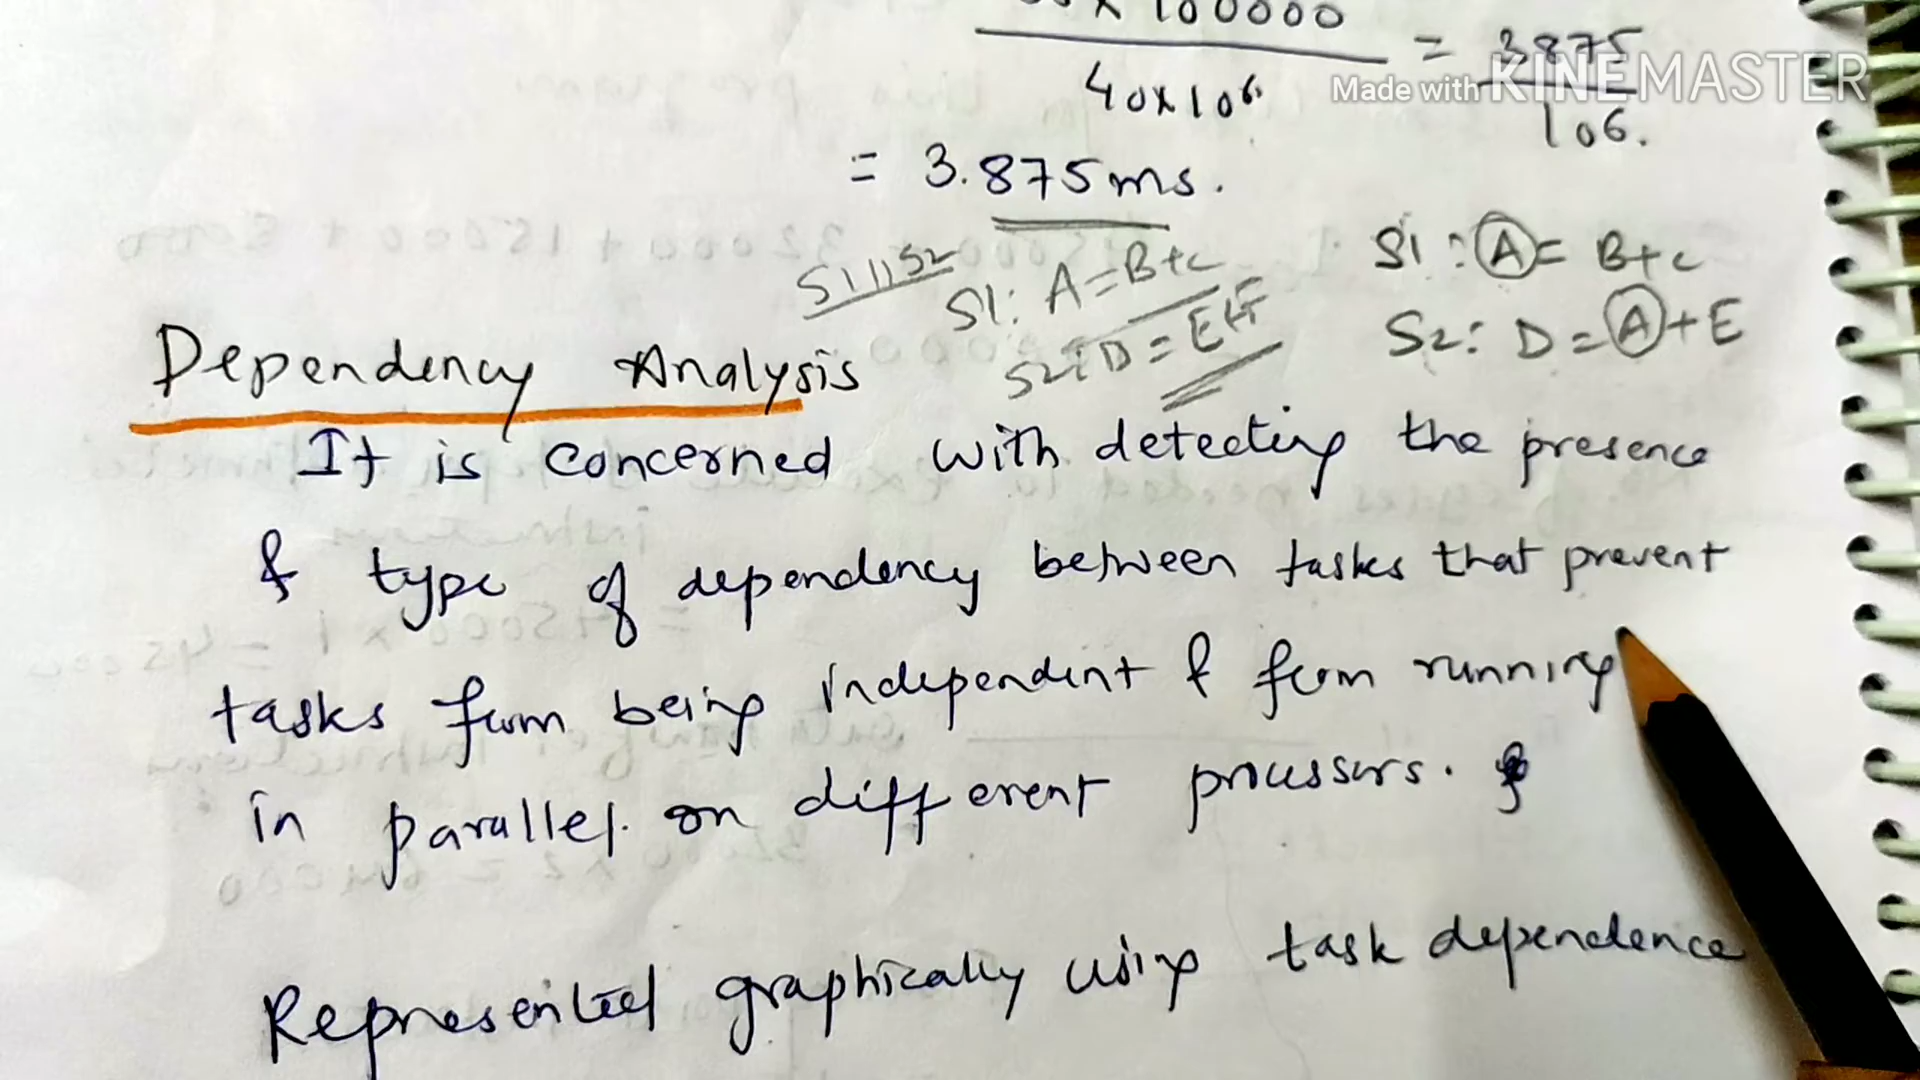 x 100000 = 3875
40x106 106.
Made with KINEMASTER
= 3.875ms.
S1 || S2
S1: A=B+c
S2: D=E+F
S1: A= B+c
S2: D=A+E
Dependency Analysis
It is concerned with detecting the presence
& type of dependency between tasks that prevent
tasks from being independent & from running
in parallel. on different processors.
Represented graphically using task dependence